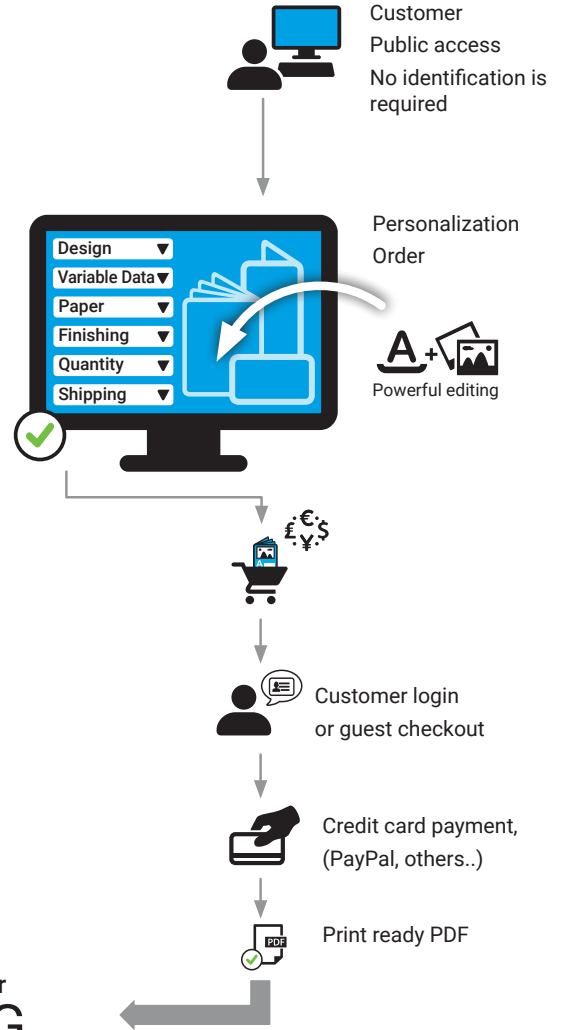 Customer
Public access
No identification is
required
Personalization
Order
Design
Variable Data
Paper
Finishing
Quantity
Shipping
A
+
Powerful editing
£ € $ ¥
A
Customer login
or guest checkout
Credit card payment,
(PayPal, others..)
PDF
Print ready PDF